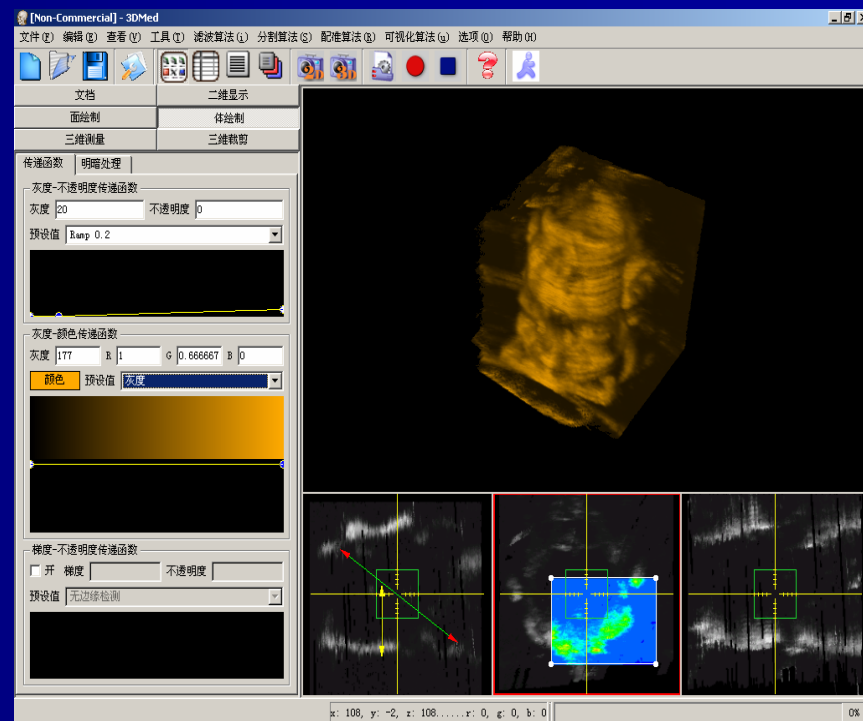 [Non-Commercial] - 3DMed
文件(F) 编辑(E) 查看(V) 工具(T) 滤波算法(i) 分割算法(S) 配准算法(R) 可视化算法(u) 选项(O) 帮助(H)
2D 3D
文档 二维显示
面绘制 体绘制
三维测量 三维裁剪
传递函数 明暗处理
灰度-不透明度传递函数
灰度 20 不透明度 0
预设值 Ramp 0.2
灰度-颜色传递函数
灰度 177 R 1 G 0.666667 B 0
颜色 预设值 灰度
梯度-不透明度传递函数
开 梯度 不透明度
预设值 无边缘检测
x: 108, y: -2, z: 108......r: 0, g: 0, b: 0 0%